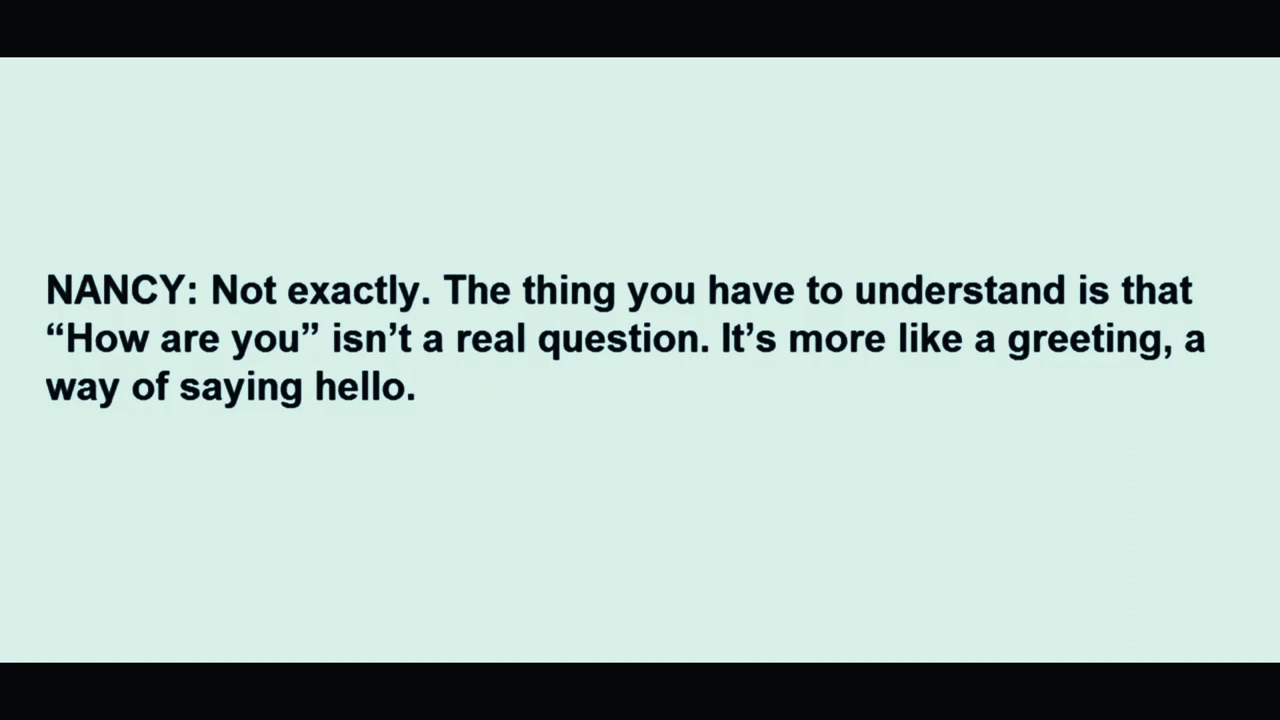 NANCY: Not exactly. The thing you have to understand is that
“How are you” isn’t a real question. It’s more like a greeting, a
way of saying hello.